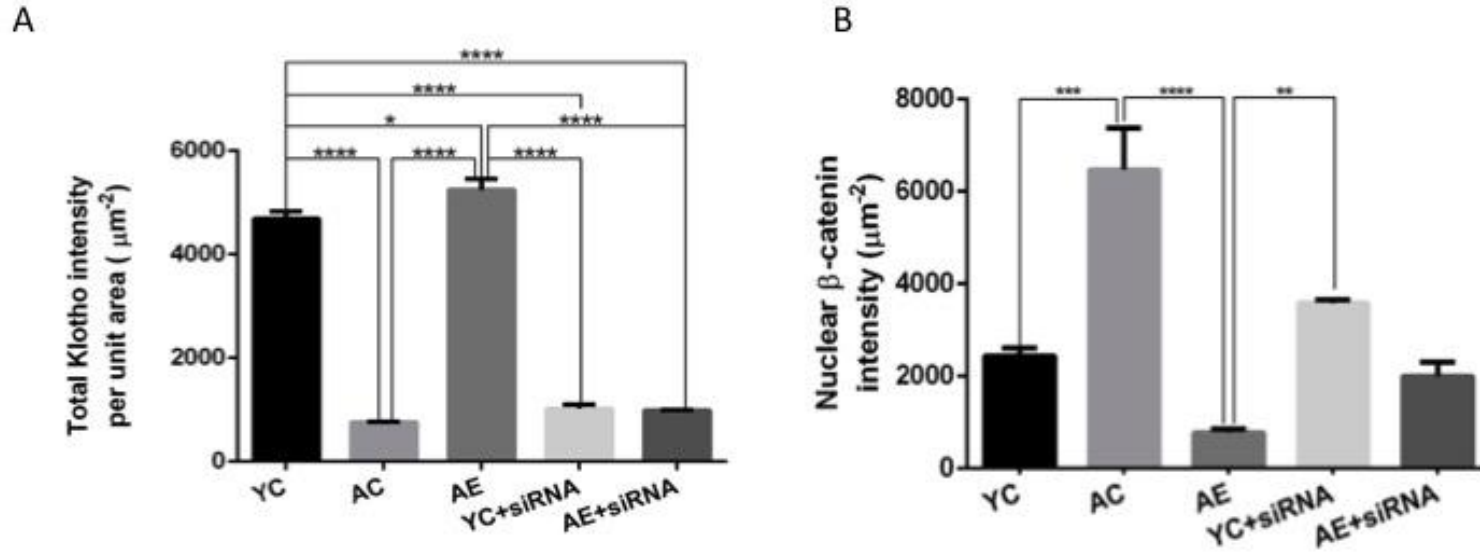 A
B
****
****
* ****
**** **** ****
6000
4000
2000
0
Total Klotho intensity
per unit area ( μm-2)
YC AC AE YC+siRNA AE+siRNA
*** **** **
8000
6000
4000
2000
0
Nuclear β-catenin
intensity (μm-2)
YC AC AE YC+siRNA AE+siRNA